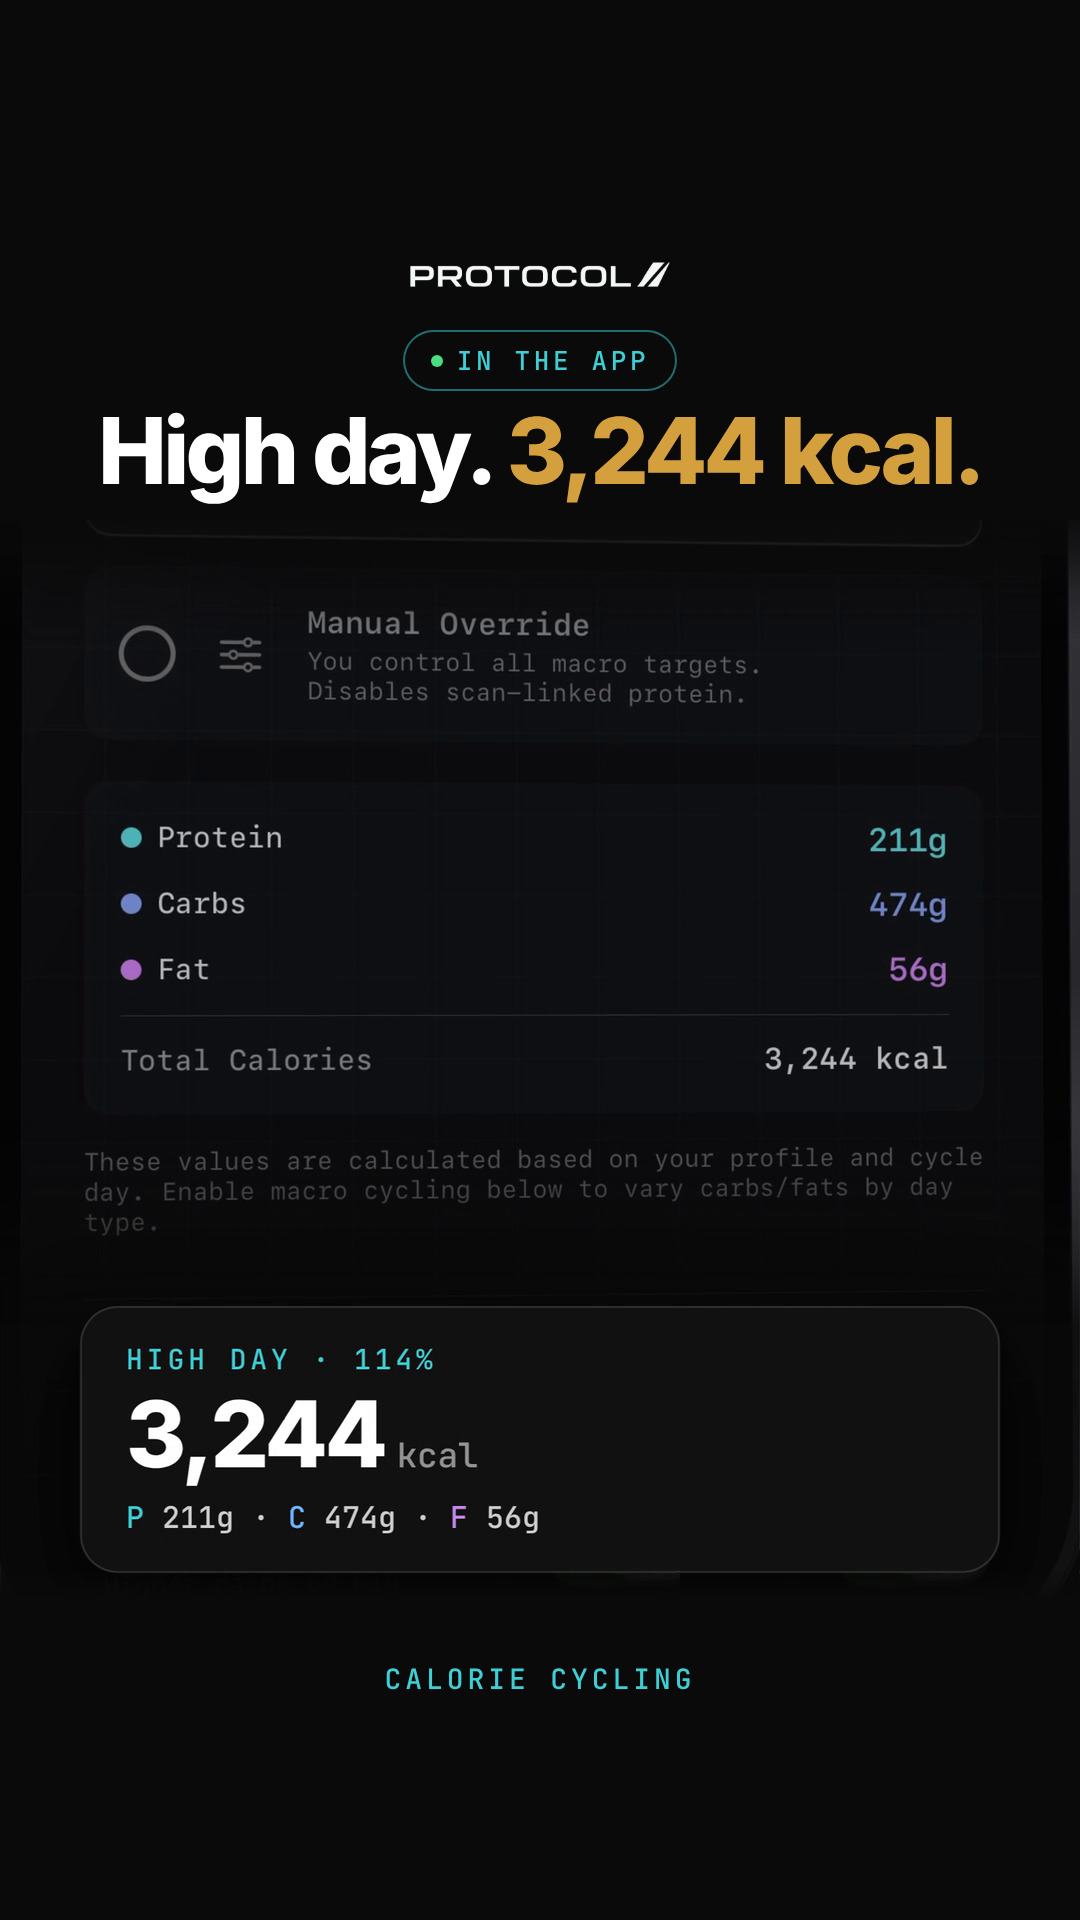 PROTOCOL
IN THE APP
High day. 3,244 kcal.
Manual Override
You control all macro targets.
Disables scan-linked protein.
Protein 211g
Carbs 474g
Fat 56g
Total Calories 3,244 kcal
These values are calculated based on your profile and cycle
day. Enable macro cycling below to vary carbs/fats by day
type.
HIGH DAY · 114%
3,244 kcal
P 211g · C 474g · F 56g
CALORIE CYCLING